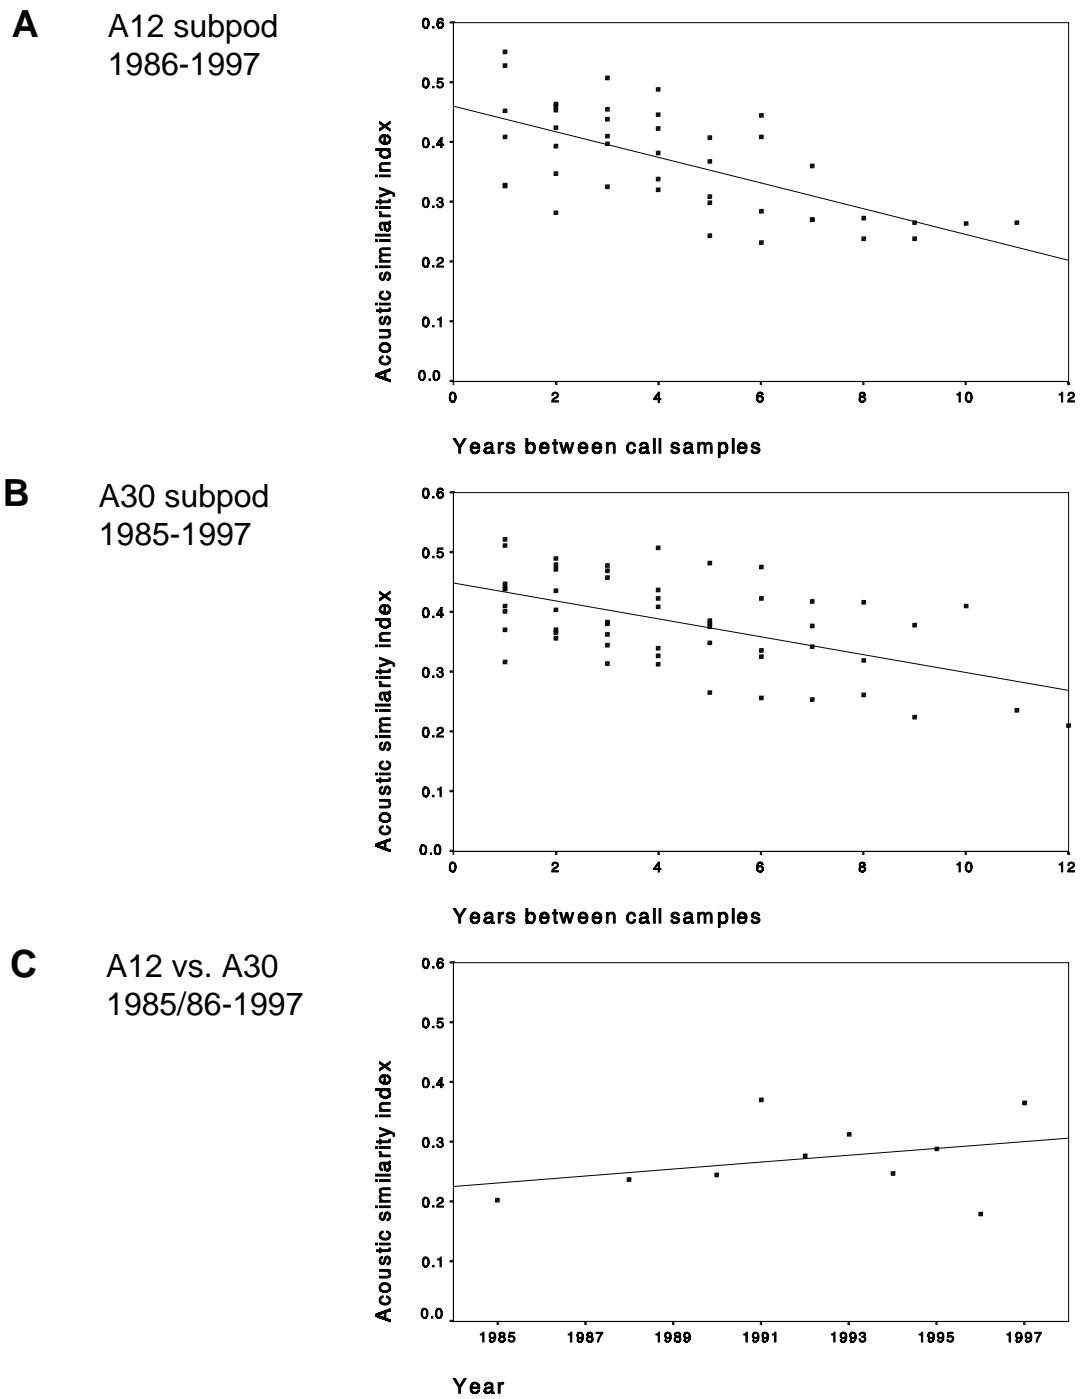 A
A12 subpod
1986-1997
Acoustic similarity index
0.6
0.5
0.4
0.3
0.2
0.1
0.0
0 2 4 6 8 10 12
Years between call samples
B
A30 subpod
1985-1997
Acoustic similarity index
0.6
0.5
0.4
0.3
0.2
0.1
0.0
0 2 4 6 8 10 12
Years between call samples
C
A12 vs. A30
1985/86-1997
Acoustic similarity index
0.6
0.5
0.4
0.3
0.2
0.1
0.0
1985 1987 1989 1991 1993 1995 1997
Year